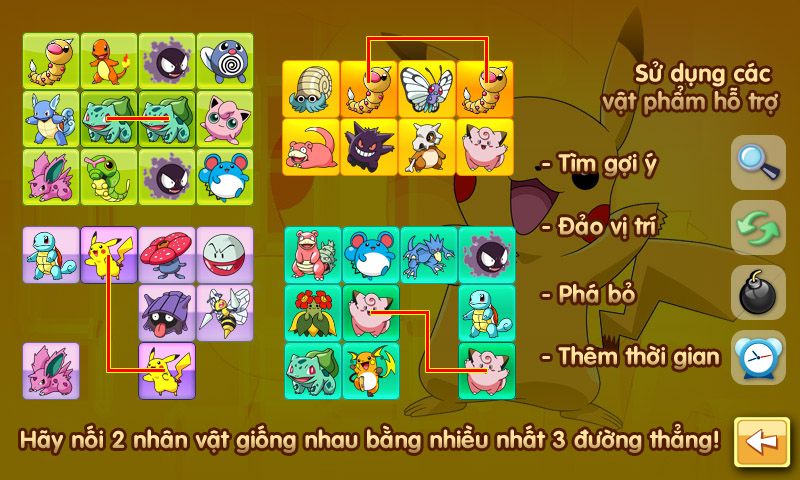 Sử dụng các
vật phẩm hỗ trợ
- Tìm gợi ý
- Đảo vị trí
- Phá bỏ
- Thêm thời gian
Hãy nối 2 nhân vật giống nhau bằng nhiều nhất 3 đường thẳng!